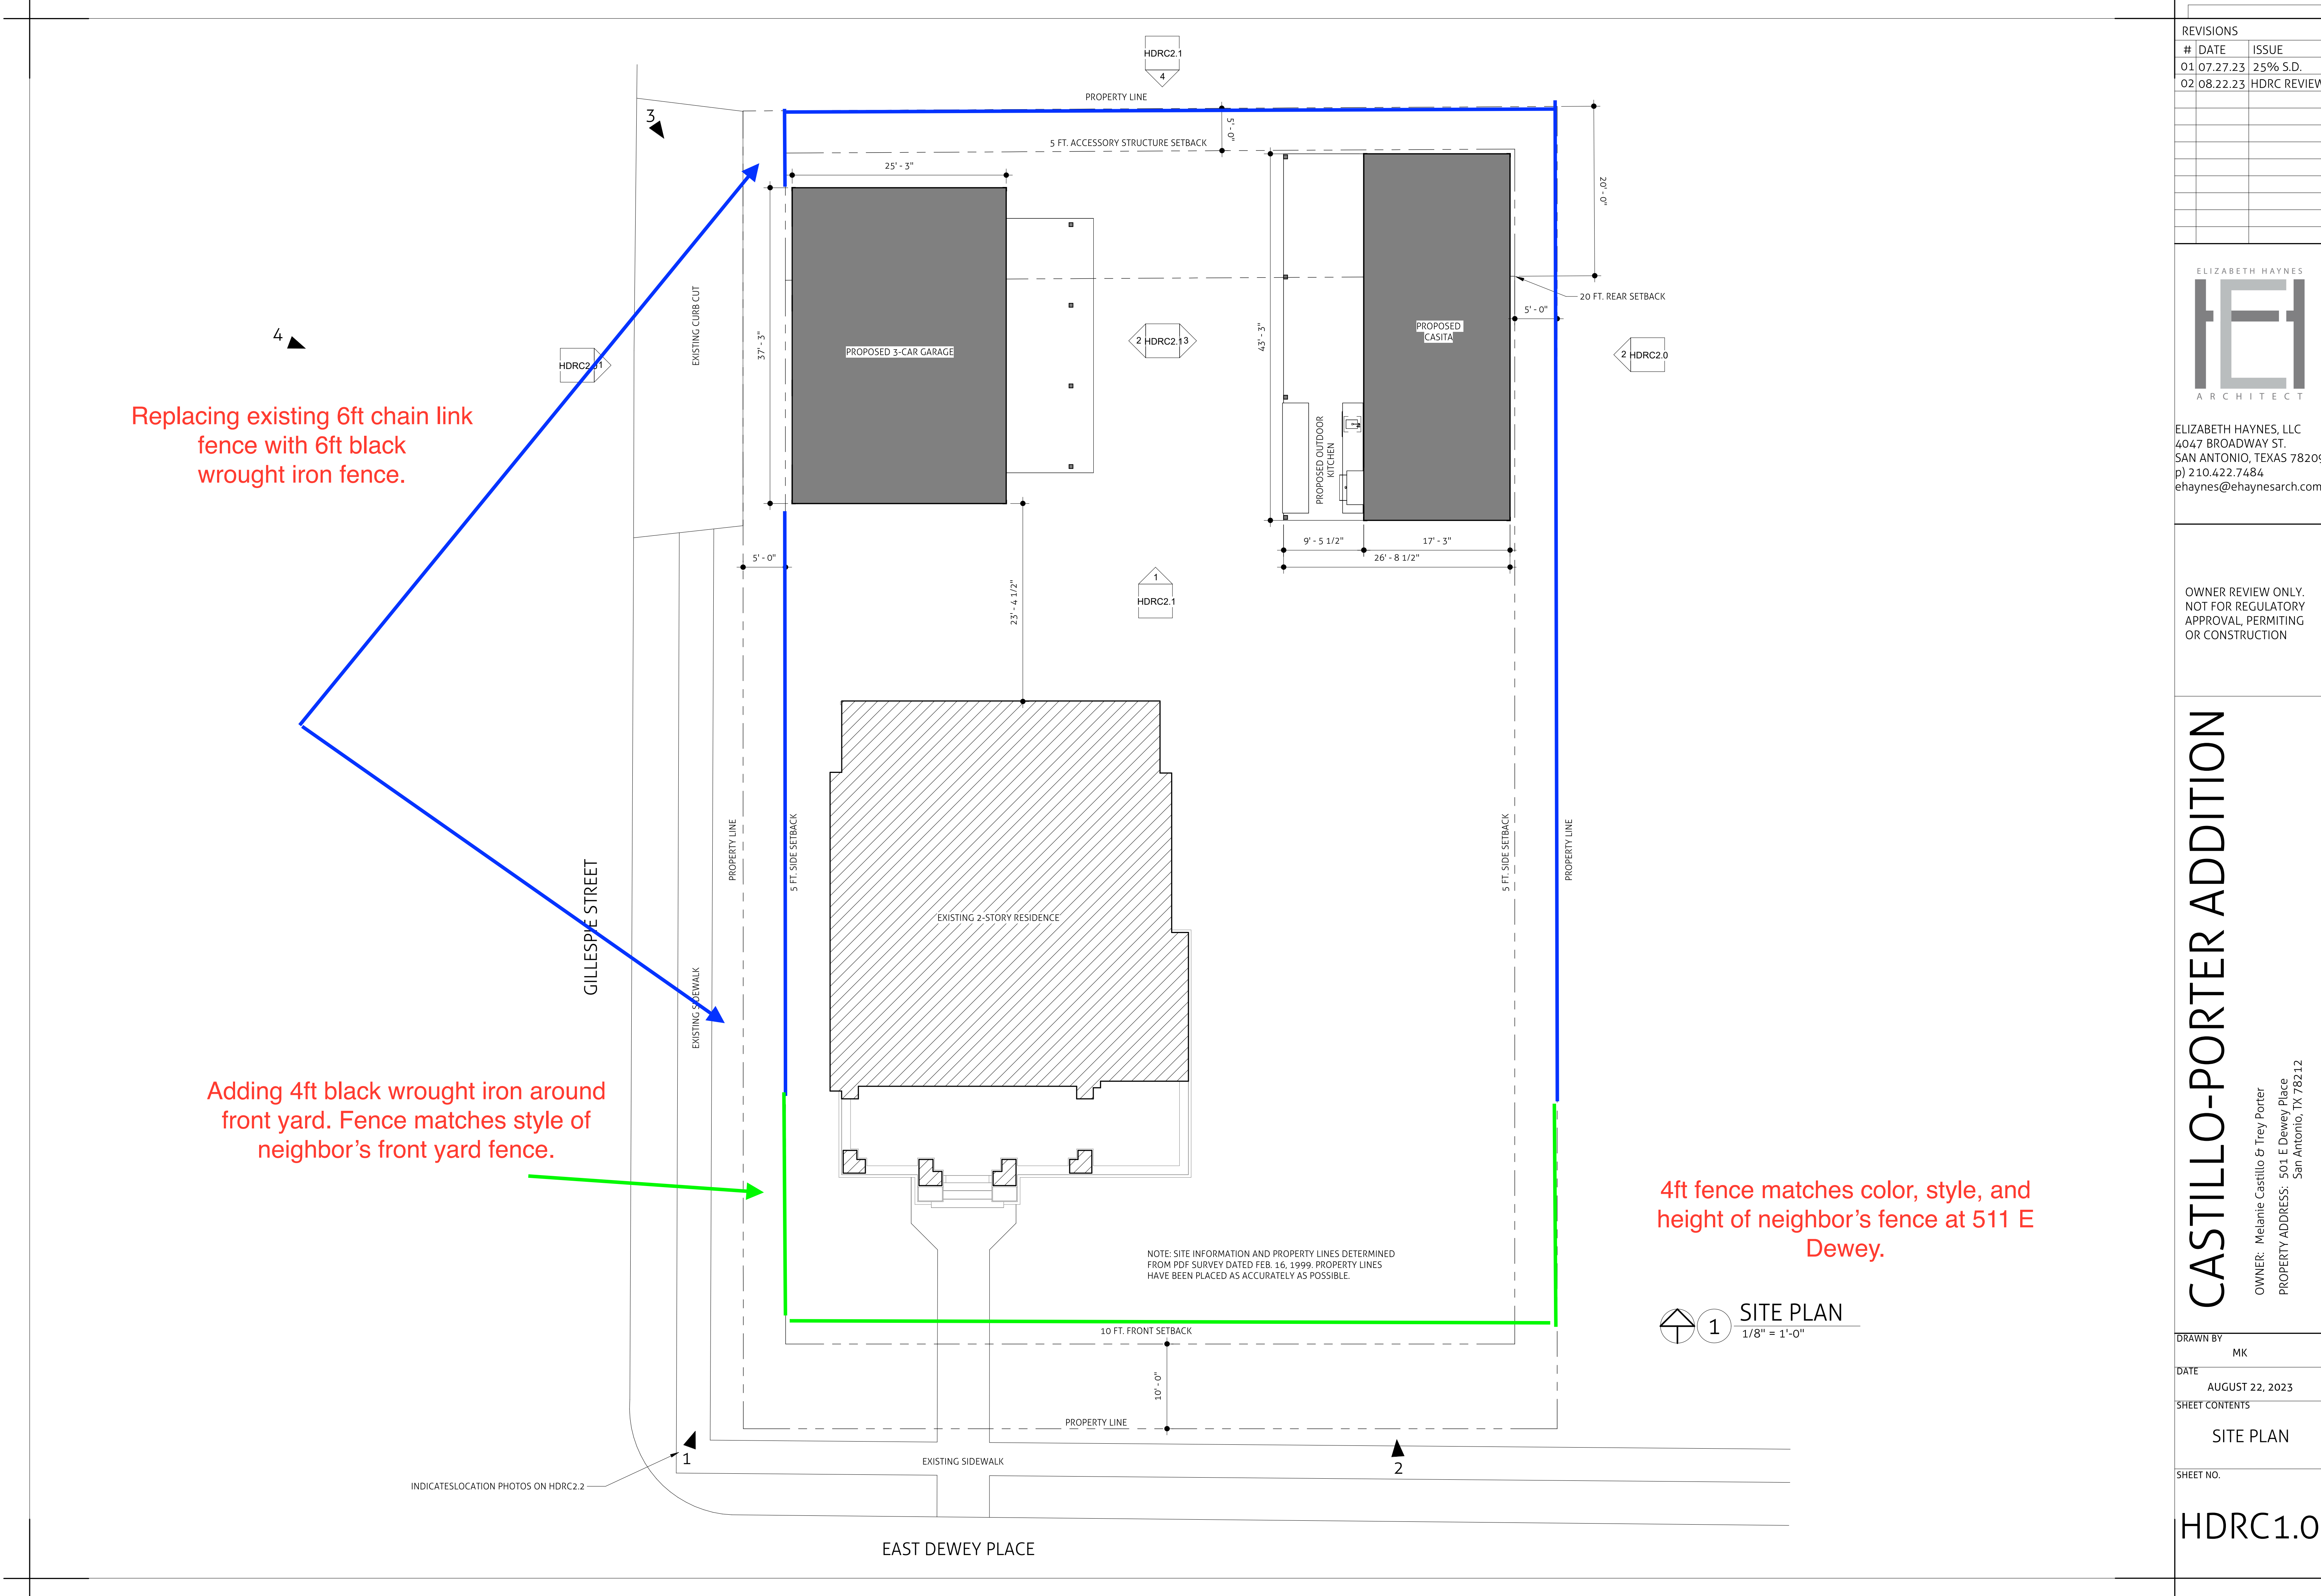 HDRC2.1
4
PROPERTY LINE
5' - 0"
5 FT. ACCESSORY STRUCTURE SETBACK
3
25' - 3"
20' - 0"
4
EXISTING CURB CUT
37' - 3"
PROPOSED 3-CAR GARAGE
2 HDRC2.1 3
43' - 3"
PROPOSED
CASITA
20 FT. REAR SETBACK
5' - 0"
2 HDRC2.0
1
PROPOSED OUTDOOR
KITCHEN
Replacing existing 6ft chain link
fence with 6ft black
wrought iron fence.
9' - 5 1/2"
17' - 3"
26' - 8 1/2"
5' - 0"
23' - 4 1/2"
1
HDRC2.1
PROPERTY LINE
5 FT. SIDE SETBACK
5 FT. SIDE SETBACK
PROPERTY LINE
GILLESPIE STREET
EXISTING 2-STORY RESIDENCE
EXISTING SIDEWALK
Adding 4ft black wrought iron around
front yard. Fence matches style of
neighbor’s front yard fence.
4ft fence matches color, style, and
height of neighbor’s fence at 511 E
Dewey.
NOTE: SITE INFORMATION AND PROPERTY LINES DETERMINED
FROM PDF SURVEY DATED FEB. 16, 1999. PROPERTY LINES
HAVE BEEN PLACED AS ACCURATELY AS POSSIBLE.
1
SITE PLAN
1/8" = 1'-0"
10 FT. FRONT SETBACK
10' - 0"
PROPERTY LINE
1
2
EXISTING SIDEWALK
INDICATESLOCATION PHOTOS ON HDRC2.2
EAST DEWEY PLACE
REVISIONS
# DATE ISSUE
01 07.27.23 25% S.D.
02 08.22.23 HDRC REVIEW
ELIZABETH HAYNES
ARCHITECT
ELIZABETH HAYNES, LLC
4047 BROADWAY ST.
SAN ANTONIO, TEXAS 78209
p) 210.422.7484
ehaynes@ehaynesarch.com
OWNER REVIEW ONLY.
NOT FOR REGULATORY
APPROVAL, PERMITING
OR CONSTRUCTION
CASTILLO-PORTER ADDITION
OWNER: Melanie Castillo & Trey Porter
PROPERTY ADDRESS: 501 E Dewey Place
San Antonio, TX 78212
DRAWN BY
MK
DATE
AUGUST 22, 2023
SHEET CONTENTS
SITE PLAN
SHEET NO.
HDRC1.0